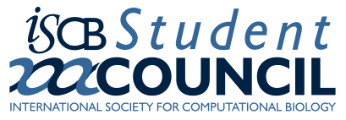 iSCB Student
COUNCIL
INTERNATIONAL SOCIETY FOR COMPUTATIONAL BIOLOGY